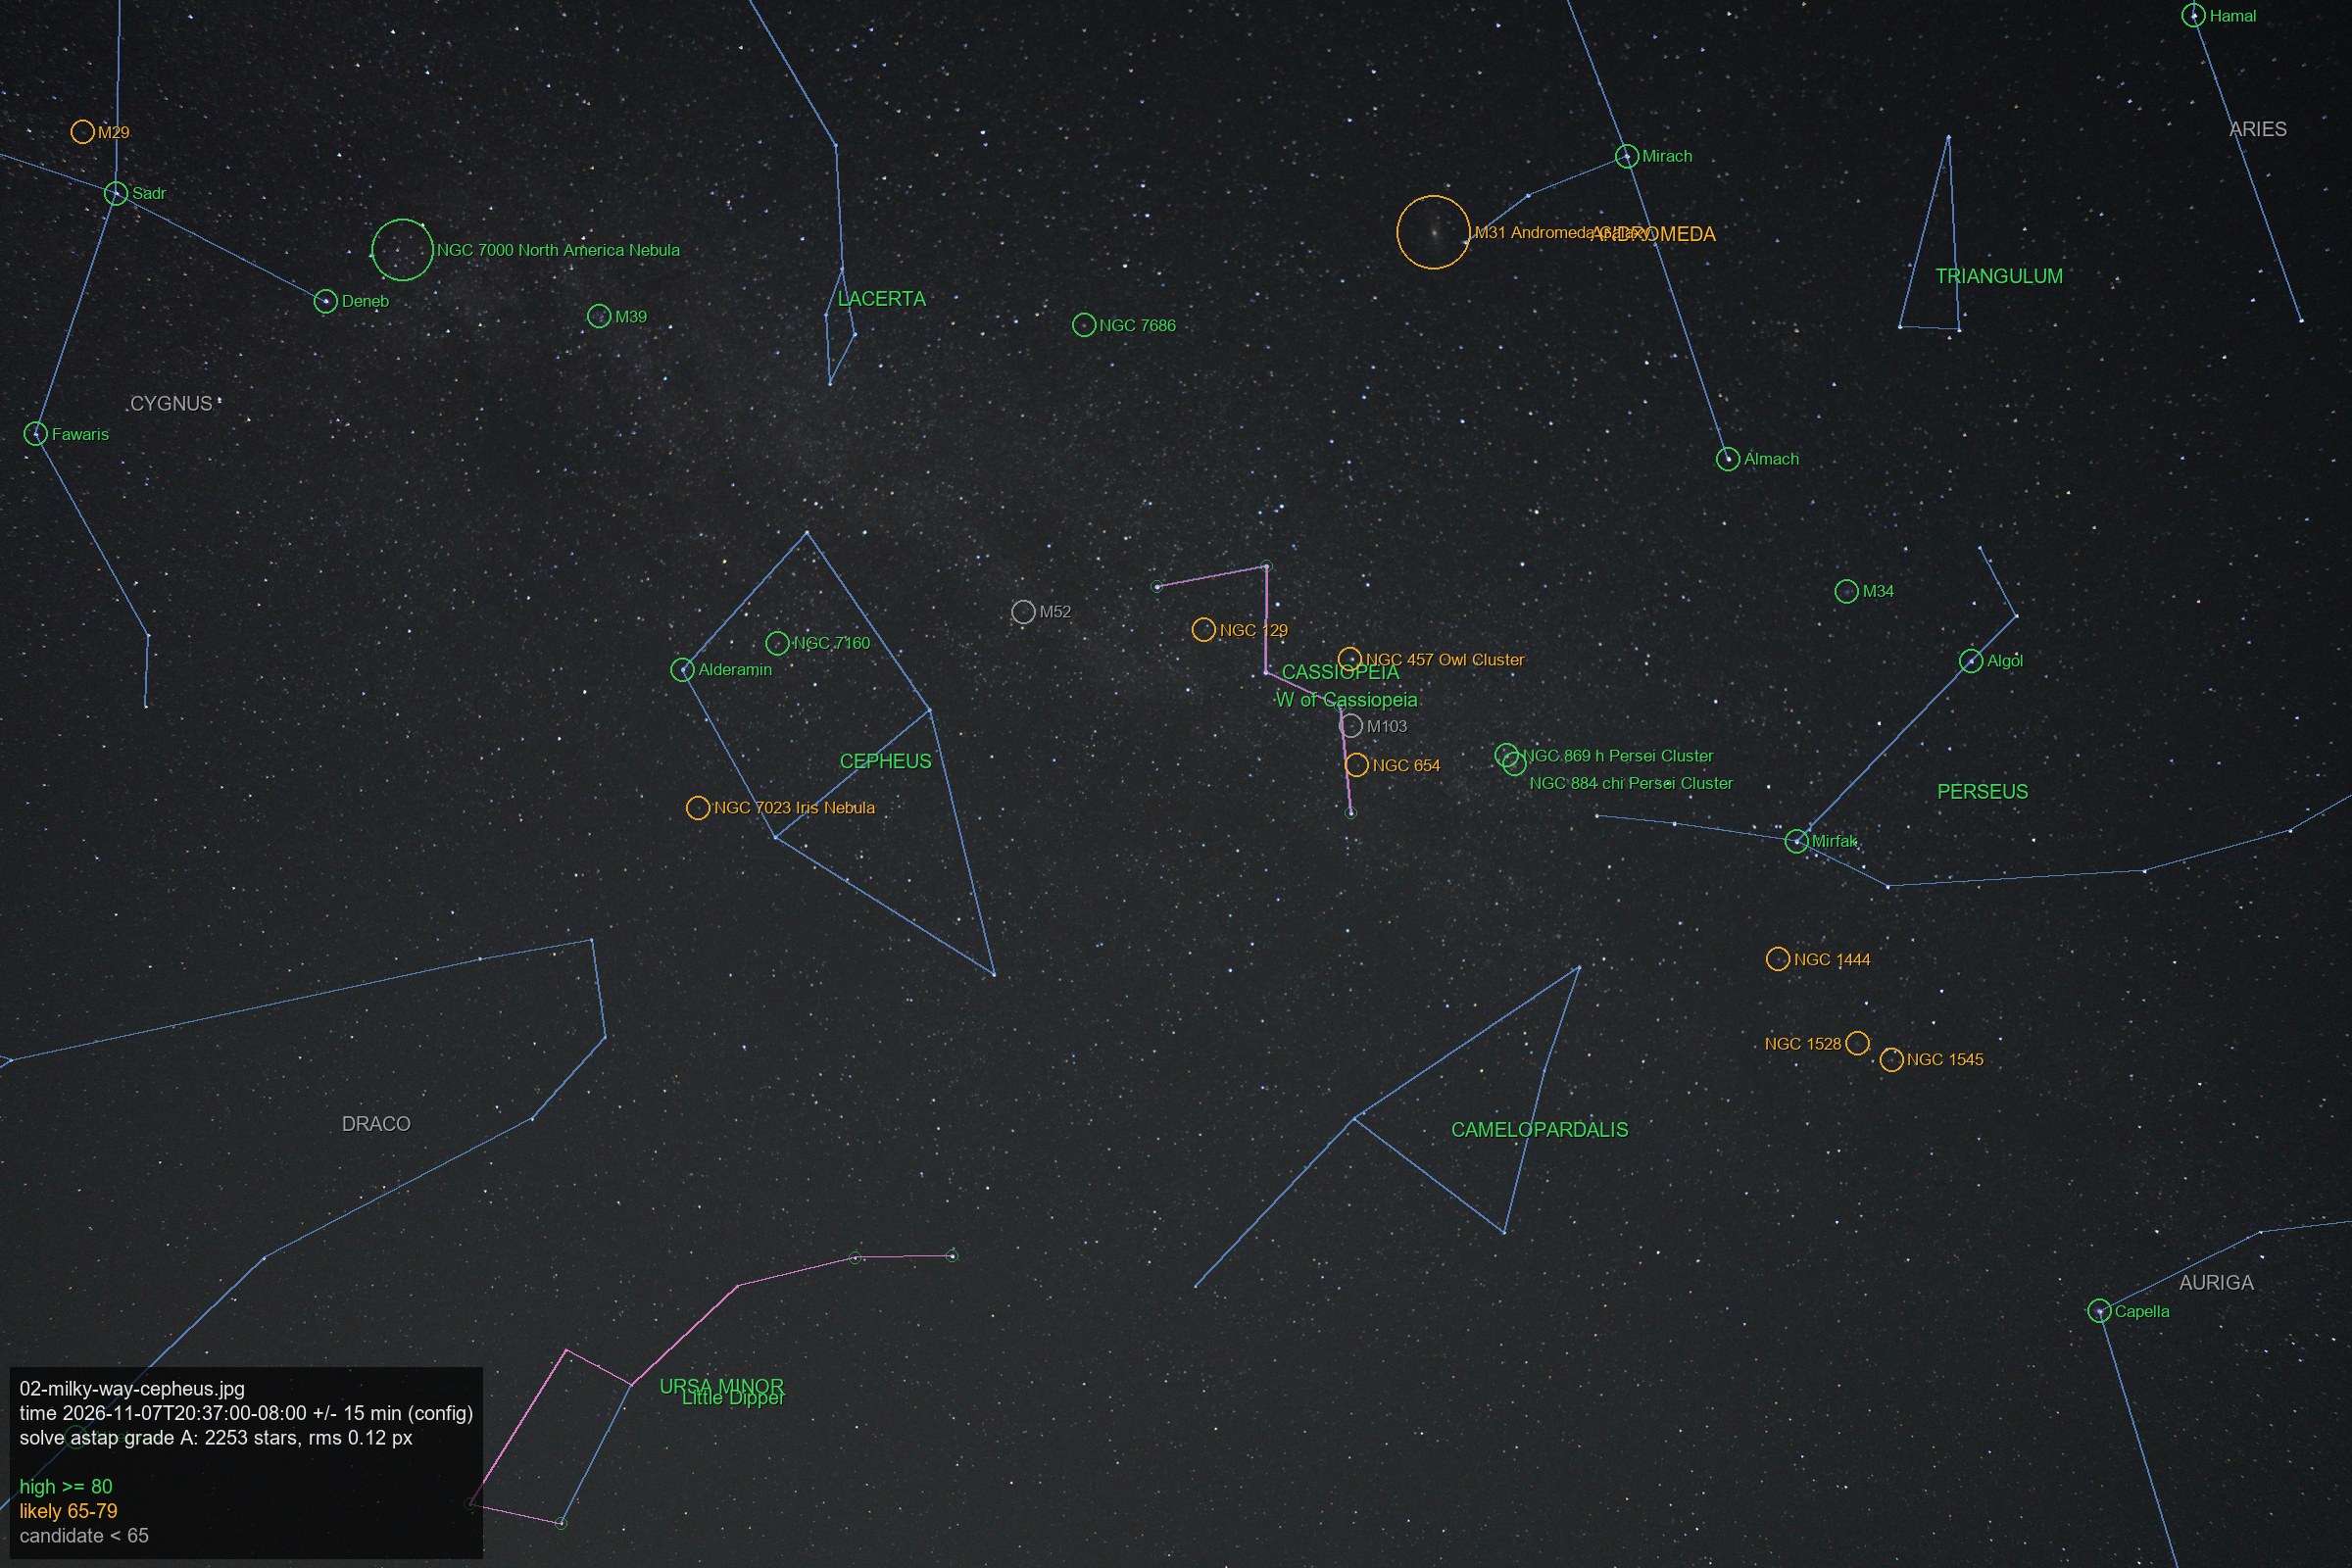 Hamal
ARIES
M29
Mirach
Sadr
M31 Andromeda Galaxy
ANDROMEDA
NGC 7000 North America Nebula
TRIANGULUM
Deneb
LACERTA
M39
NGC 7686
CYGNUS
Fawaris
Almach
M34
M52
NGC 129
NGC 7160
NGC 457 Owl Cluster
Algol
Alderamin
CASSIOPEIA
W of Cassiopeia
M103
NGC 869 h Persei Cluster
CEPHEUS
NGC 654
NGC 884 chi Persei Cluster
PERSEUS
NGC 7023 Iris Nebula
Mirfak
NGC 1444
NGC 1528
NGC 1545
DRACO
CAMELOPARDALIS
AURIGA
Capella
URSA MINOR
Little Dipper
02-milky-way-cepheus.jpg
time 2026-11-07T20:37:00-08:00 +/- 15 min (config)
solve astap grade A: 2253 stars, rms 0.12 px
high >= 80
likely 65-79
candidate < 65